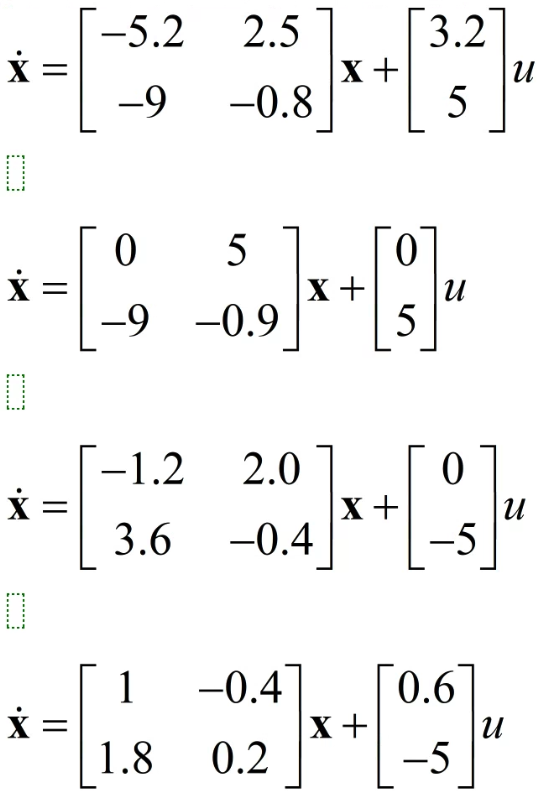 ẋ = [−5.2 2.5; −9 −0.8] x + [3.2; 5] u
ẋ = [0 5; −9 −0.9] x + [0; 5] u
ẋ = [−1.2 2.0; 3.6 −0.4] x + [0; −5] u
ẋ = [1 −0.4; 1.8 0.2] x + [0.6; −5] u